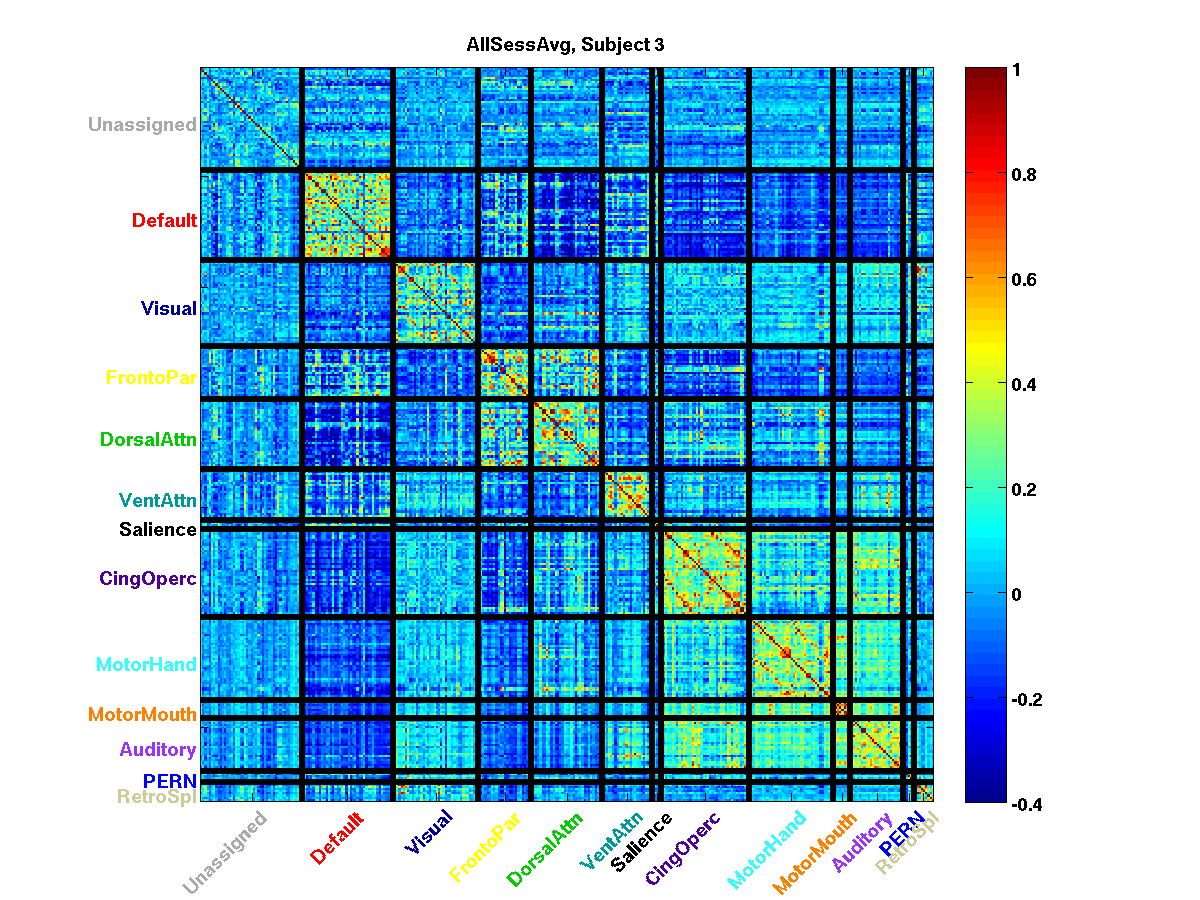 AllSessAvg, Subject 3
Unassigned
Default
Visual
FrontoPar
DorsalAttn
VentAttn
Salience
CingOperc
MotorHand
MotorMouth
Auditory
PERN
RetroSpl
1
0.8
0.6
0.4
0.2
0
-0.2
-0.4
Unassigned
Default
Visual
FrontoPar
DorsalAttn
VentAttn
Salience
CingOperc
MotorHand
MotorMouth
Auditory
PERN
RetroSpl